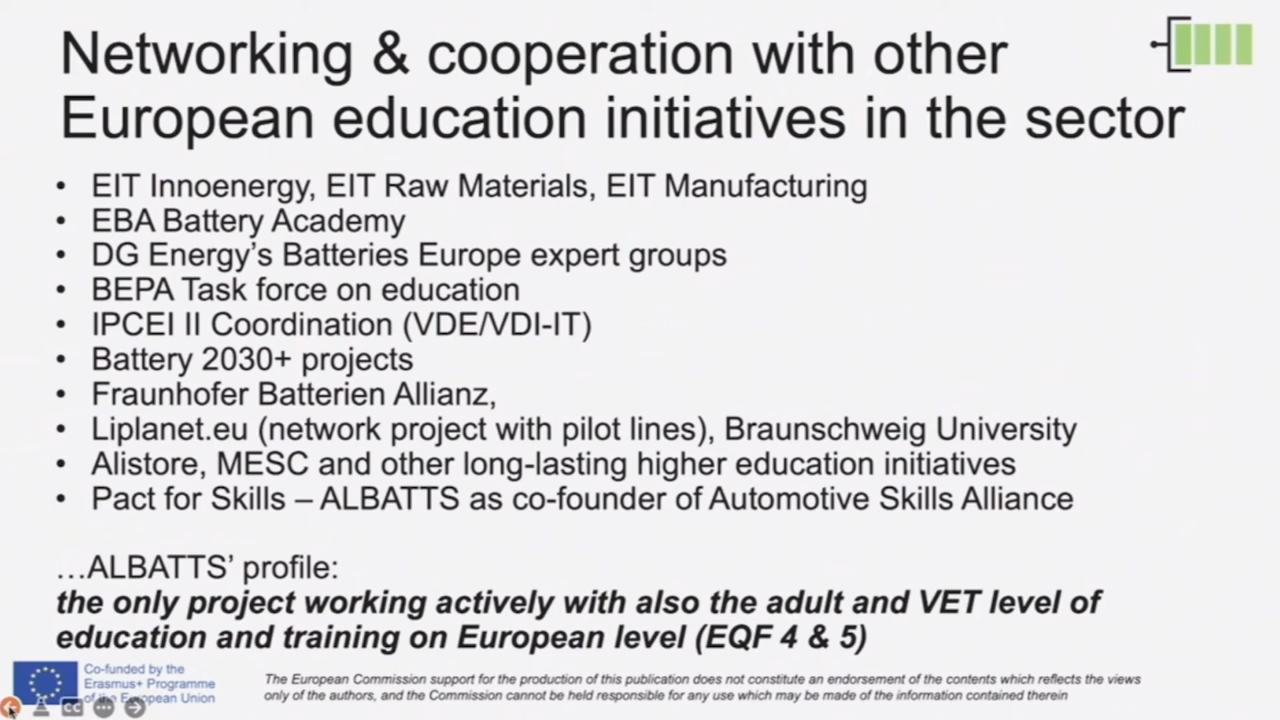 Networking & cooperation with other
European education initiatives in the sector
• EIT Innoenergy, EIT Raw Materials, EIT Manufacturing
• EBA Battery Academy
• DG Energy’s Batteries Europe expert groups
• BEPA Task force on education
• IPCEI II Coordination (VDE/VDI-IT)
• Battery 2030+ projects
• Fraunhofer Batterien Allianz,
• Liplanet.eu (network project with pilot lines), Braunschweig University
• Alistore, MESC and other long-lasting higher education initiatives
• Pact for Skills – ALBATTS as co-founder of Automotive Skills Alliance
…ALBATTS’ profile:
the only project working actively with also the adult and VET level of
education and training on European level (EQF 4 & 5)
Co-funded by the
Erasmus+ Programme
of the European Union
The European Commission support for the production of this publication does not constitute an endorsement of the contents which reflects the views
only of the authors, and the Commission cannot be held responsible for any use which may be made of the information contained therein
CC